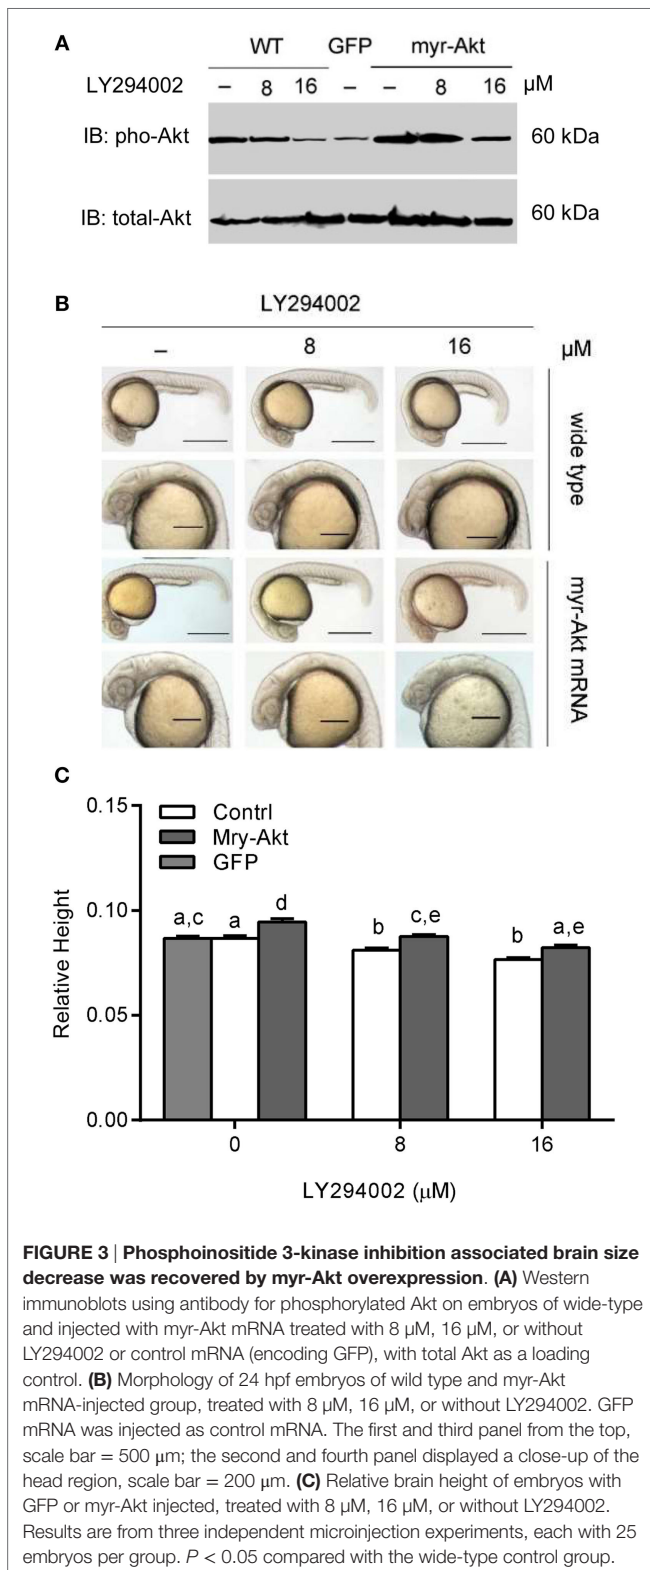 A
WT GFP myr-Akt
LY294002 – 8 16 – – 8 16 μM
IB: pho-Akt 60 kDa
IB: total-Akt 60 kDa
B
LY294002
– 8 16 μM
wide type
myr-Akt mRNA
C
0.15
Contrl
Mry-Akt
GFP
0.10
a,c a d b c,e b a,e
Relative Height
0.05
0.00
0 8 16
LY294002 (μM)
FIGURE 3 | Phosphoinositide 3-kinase inhibition associated brain size
decrease was recovered by myr-Akt overexpression. (A) Western
immunoblots using antibody for phosphorylated Akt on embryos of wide-type
and injected with myr-Akt mRNA treated with 8 μM, 16 μM, or without
LY294002 or control mRNA (encoding GFP), with total Akt as a loading
control. (B) Morphology of 24 hpf embryos of wild type and myr-Akt
mRNA-injected group, treated with 8 μM, 16 μM, or without LY294002. GFP
mRNA was injected as control mRNA. The first and third panel from the top,
scale bar = 500 μm; the second and fourth panel displayed a close-up of the
head region, scale bar = 200 μm. (C) Relative brain height of embryos with
GFP or myr-Akt injected, treated with 8 μM, 16 μM, or without LY294002.
Results are from three independent microinjection experiments, each with 25
embryos per group. P < 0.05 compared with the wide-type control group.